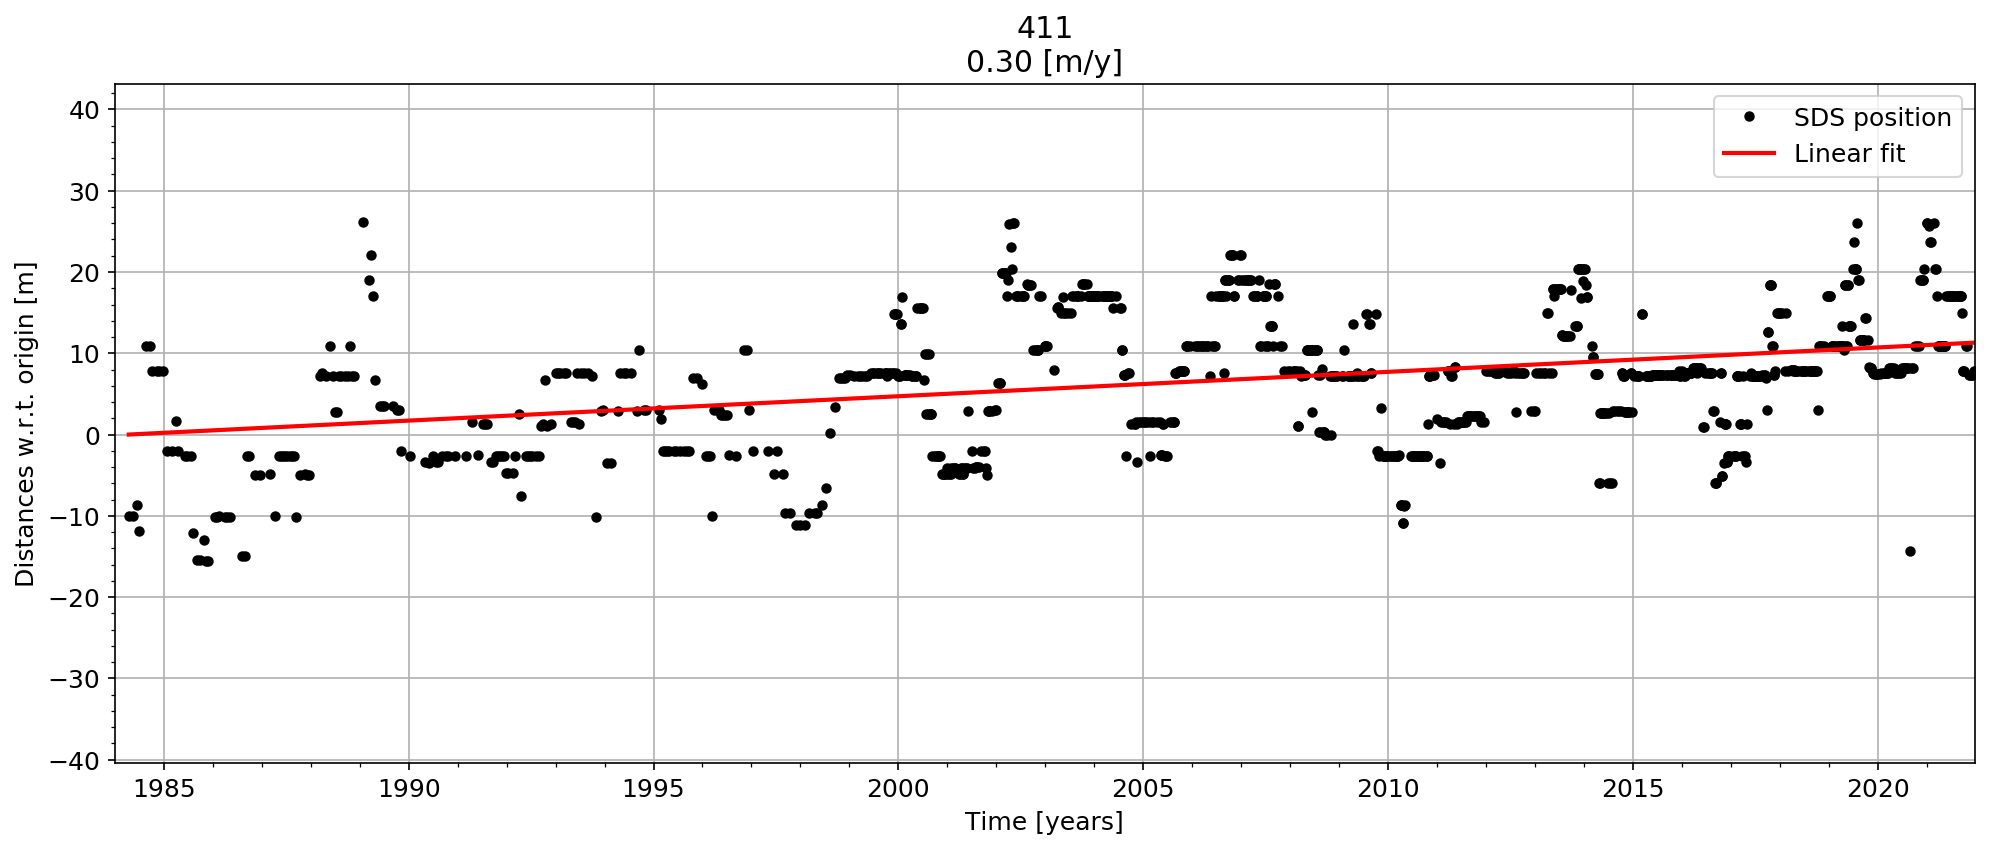 411
0.30 [m/y]
SDS position
Linear fit
Distances w.r.t. origin [m]
40
30
20
10
0
−10
−20
−30
−40
1985 1990 1995 2000 2005 2010 2015 2020
Time [years]